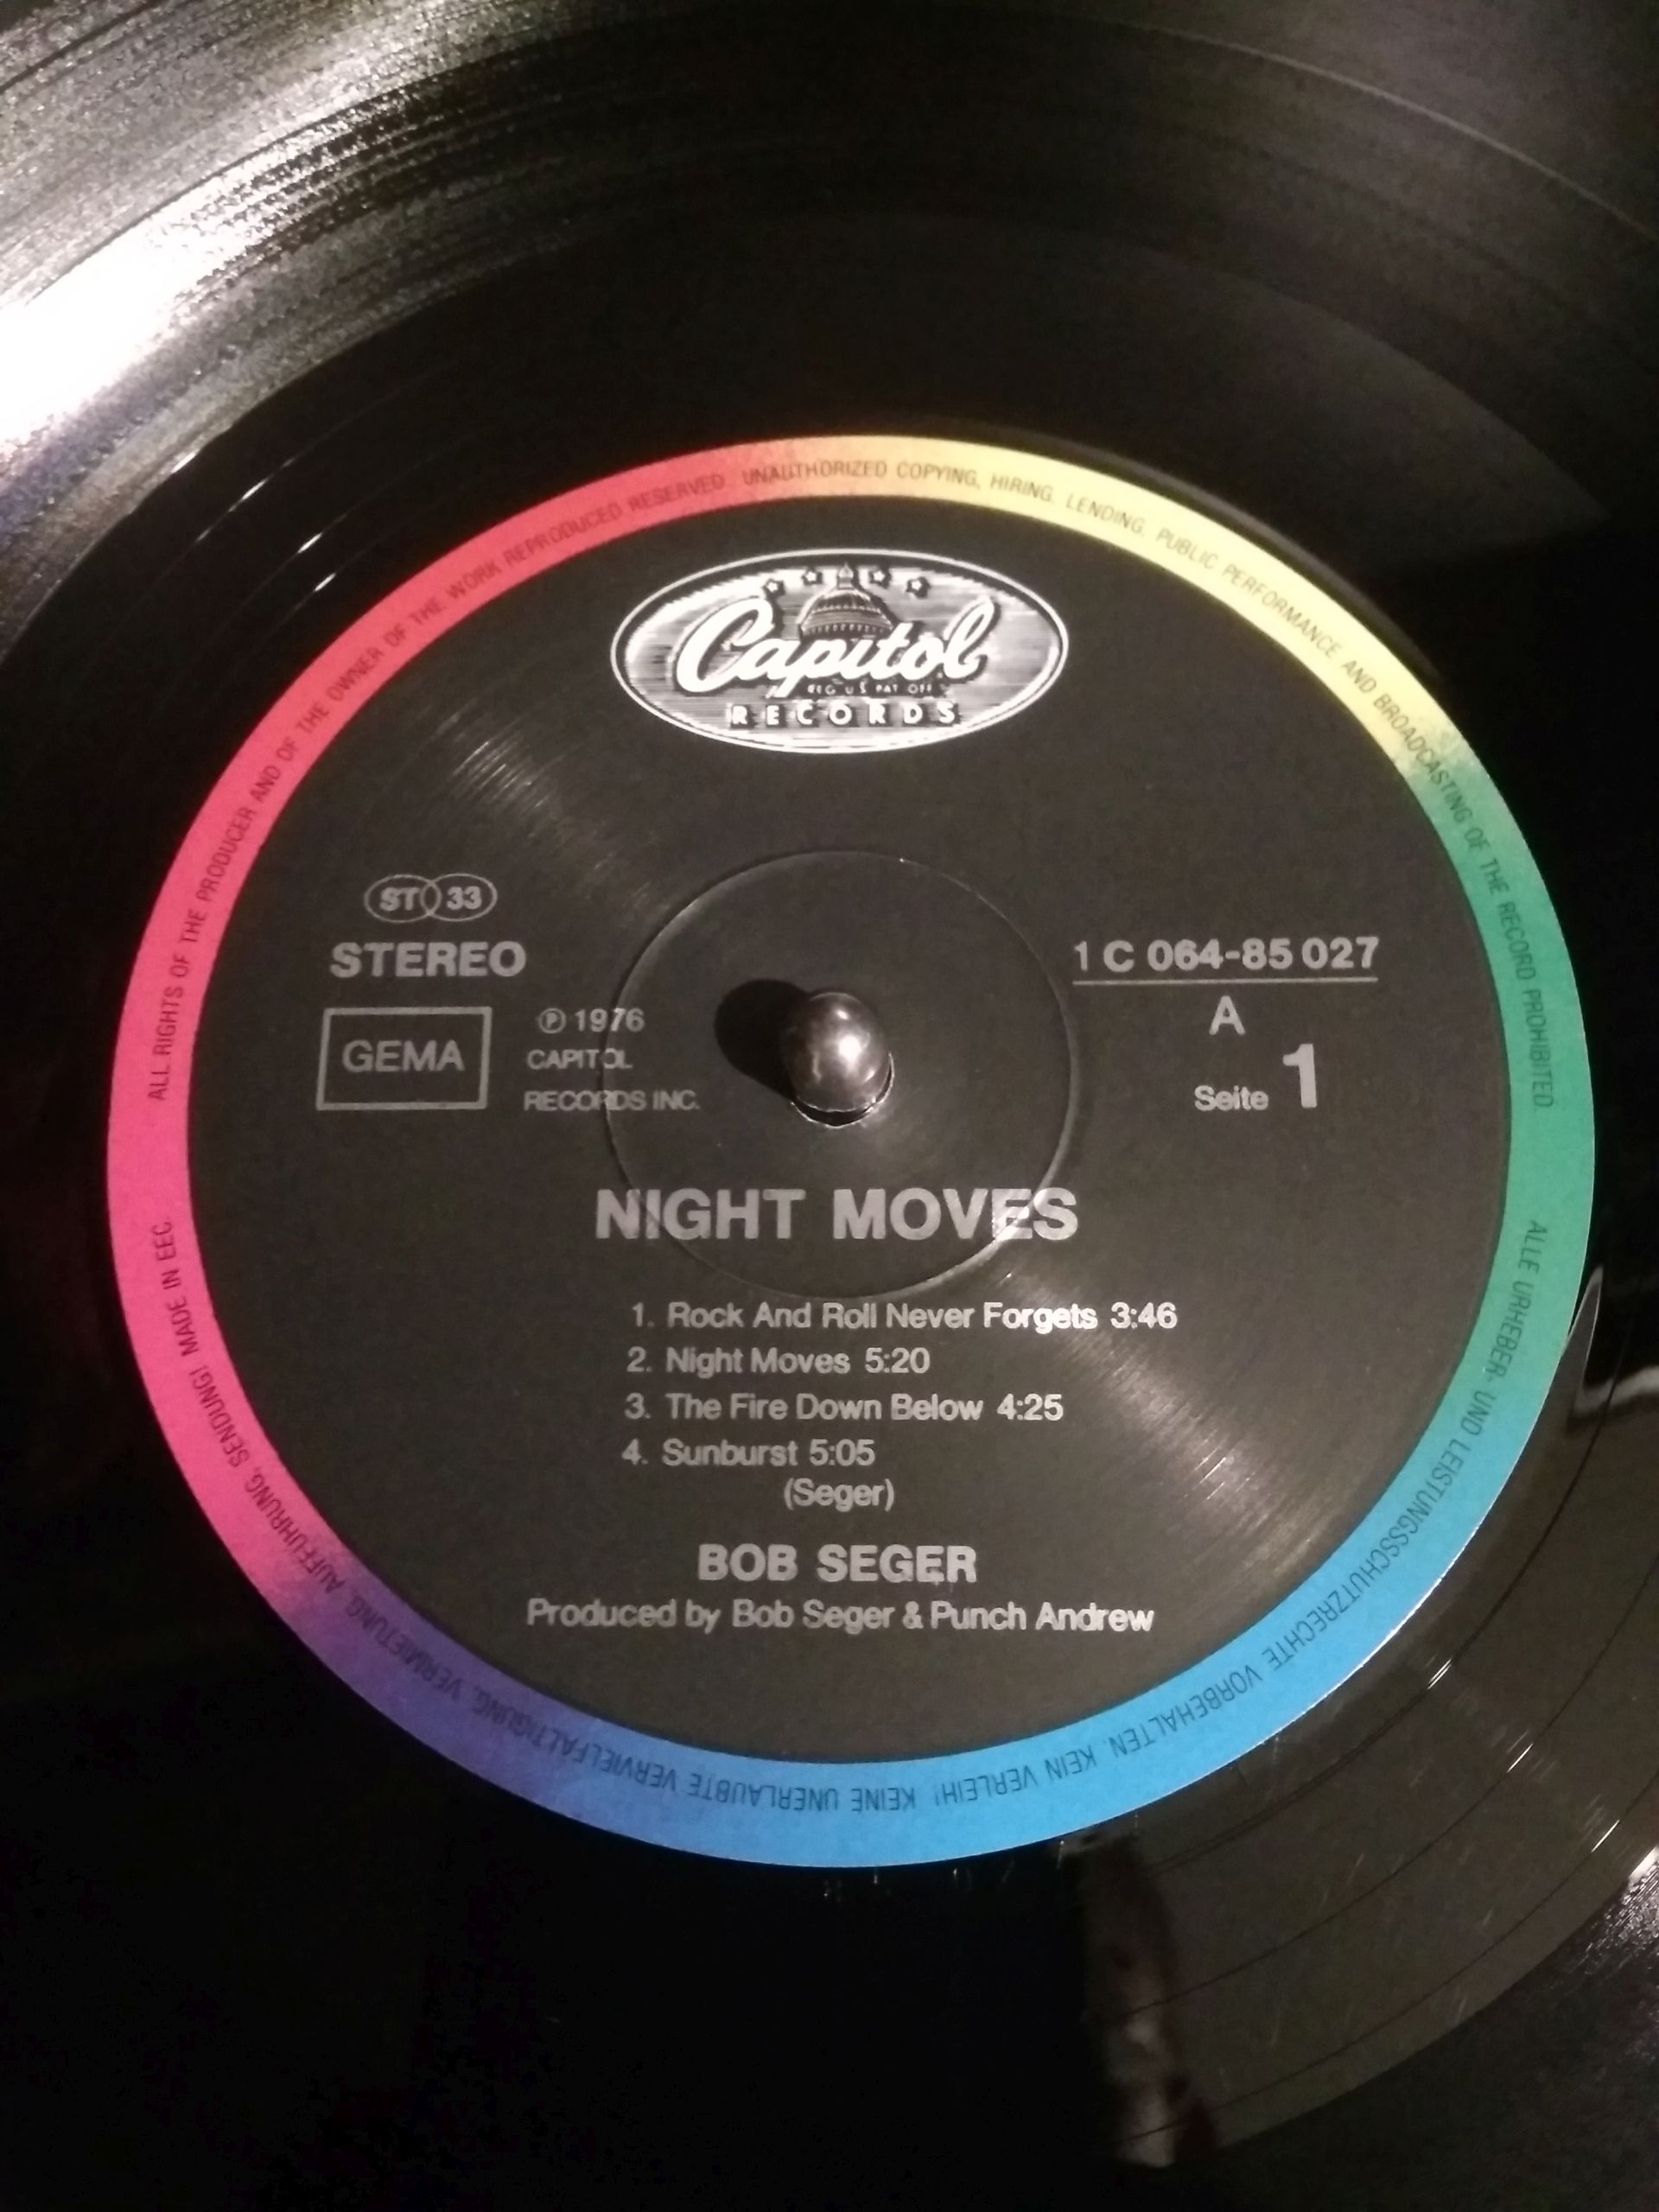 ALL RIGHTS OF THE PRODUCER AND OF THE OWNER OF THE WORK REPRODUCED RESERVED UNAUTHORIZED COPYING, HIRING, LENDING, PUBLIC PERFORMANCE AND BROADCASTING OF THE RECORD PROHIBITED
Capitol
REG US PAT OFF
RECORDS
ST 33
STEREO
GEMA
℗ 1976
CAPITOL
RECORDS INC.
1 C 064-85 027
A
Seite 1
NIGHT MOVES
1. Rock And Roll Never Forgets 3:46
2. Night Moves 5:20
3. The Fire Down Below 4:25
4. Sunburst 5:05
(Seger)
BOB SEGER
Produced by Bob Seger & Punch Andrew
ALLE URHEBER- UND LEISTUNGSSCHUTZRECHTE VORBEHALTEN. KEIN VERLEIH! KEINE UNERLAUBTE VERVIELFÄLTIGUNG, VERMIETUNG, AUFFÜHRUNG, SENDUNG! MADE IN EEC